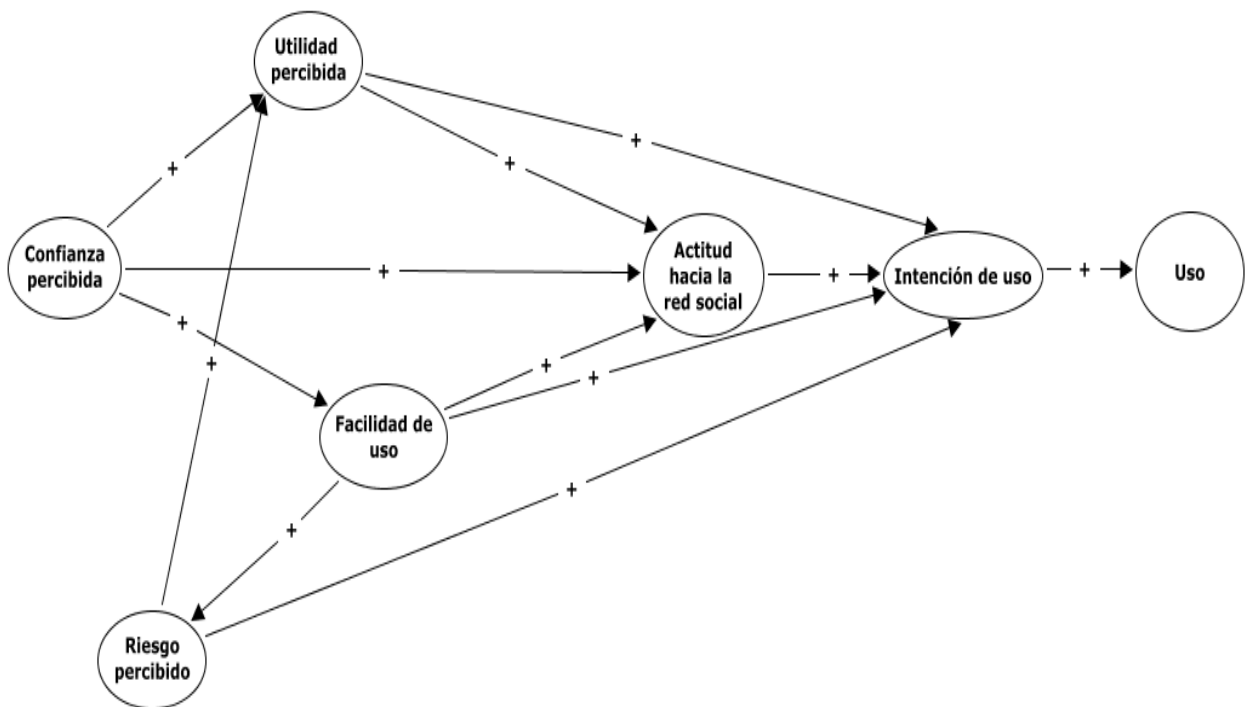 Utilidad
percibida
+
+
+
Confianza
percibida
+
Actitud
hacia la
red social
+
Intención de uso
+
Uso
+
+
+
+
Facilidad de
uso
+
+
Riesgo
percibido